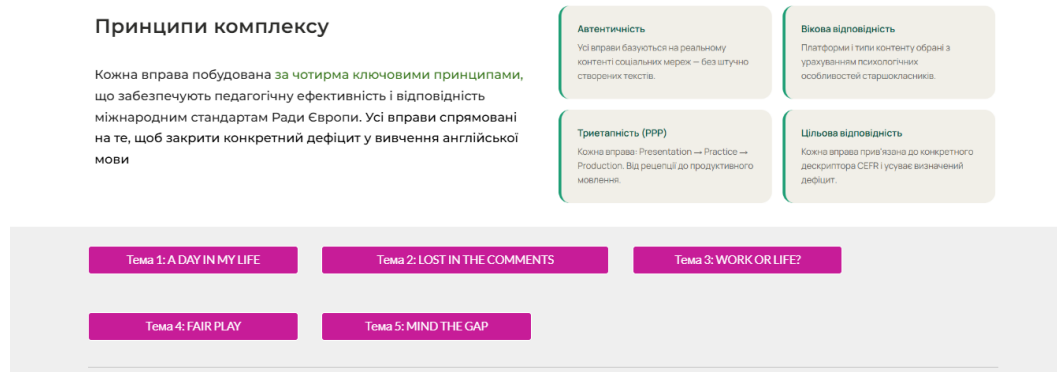 Принципи комплексу
Кожна вправа побудована за чотирма ключовими принципами,
що забезпечують педагогічну ефективність і відповідність
міжнародним стандартам Ради Європи. Усі вправи спрямовані
на те, щоб закрити конкретний дефіцит у вивчення англійської
мови
Автентичність
Усі вправи базуються на реальному
контенті соціальних мереж — без штучно
створених текстів.
Вікова відповідність
Платформи і типи контенту обрані з
урахуванням психологічних
особливостей старшокласників.
Триетапність (PPP)
Кожна вправа: Presentation → Practice →
Production. Від рецепції до продуктивного
мовлення.
Цільова відповідність
Кожна вправа прив'язана до конкретного
дескриптора CEFR і усуває визначений
дефіцит.
Тема 1: A DAY IN MY LIFE
Тема 2: LOST IN THE COMMENTS
Тема 3: WORK OR LIFE?
Тема 4: FAIR PLAY
Тема 5: MIND THE GAP